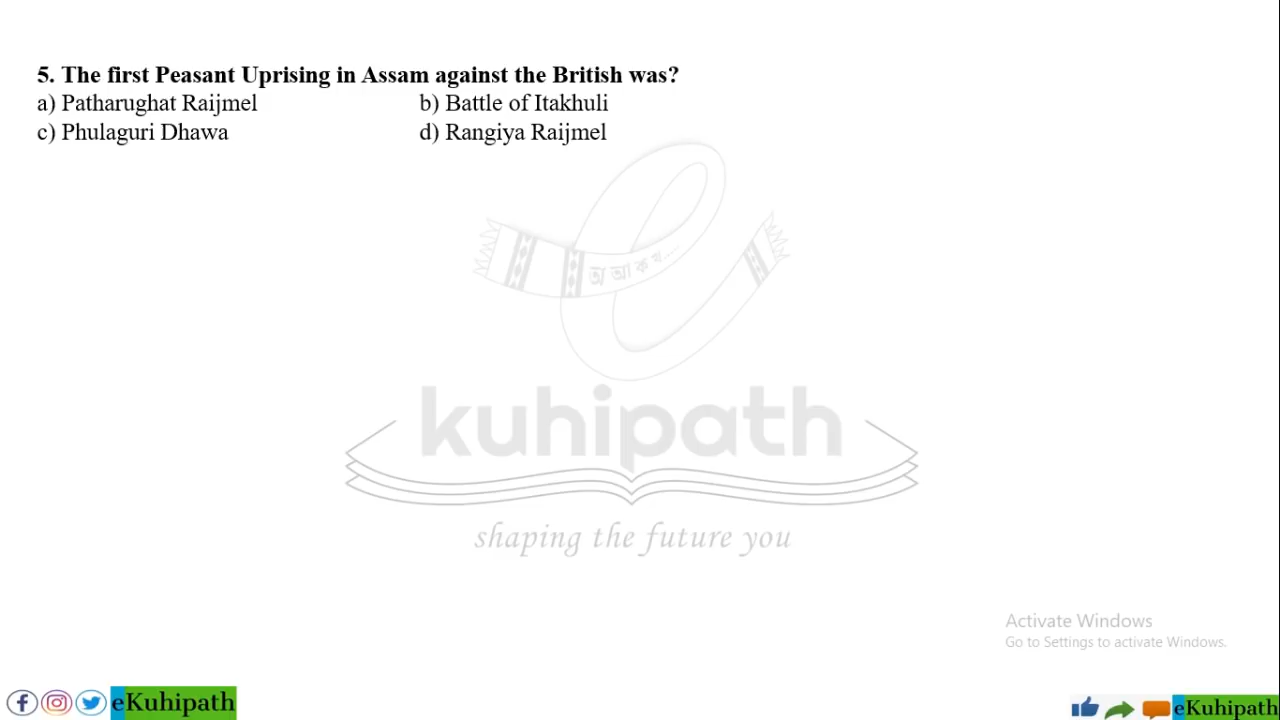 5. The first Peasant Uprising in Assam against the British was?
a) Patharughat Raijmel b) Battle of Itakhuli
c) Phulaguri Dhawa d) Rangiya Raijmel
অ আ ক খ....
kuhipath
shaping the future you
Activate Windows
Go to Settings to activate Windows.
eKuhipath
eKuhipath